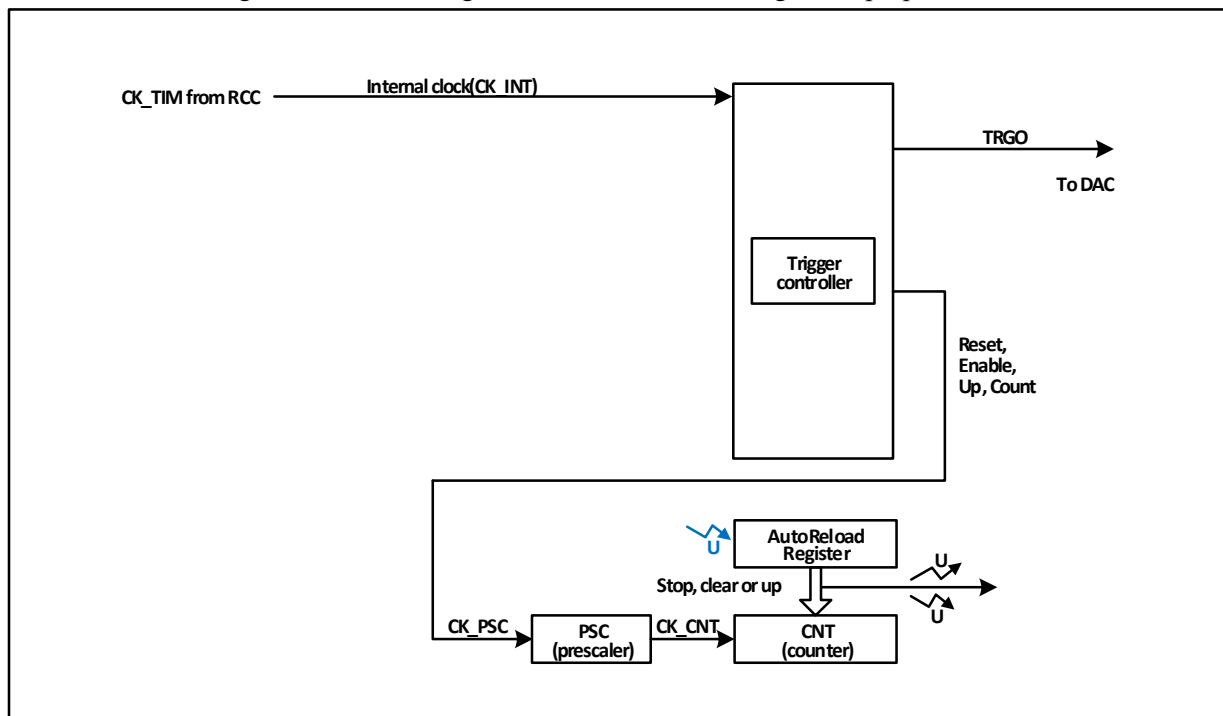 Internal clock(CK_INT)
CK_TIM from RCC
TRGO
To DAC
Trigger
controller
Reset,
Enable,
Up, Count
U
AutoReload
Register
U
Stop, clear or up
U
CK_PSC
PSC
(prescaler)
CK_CNT
CNT
(counter)